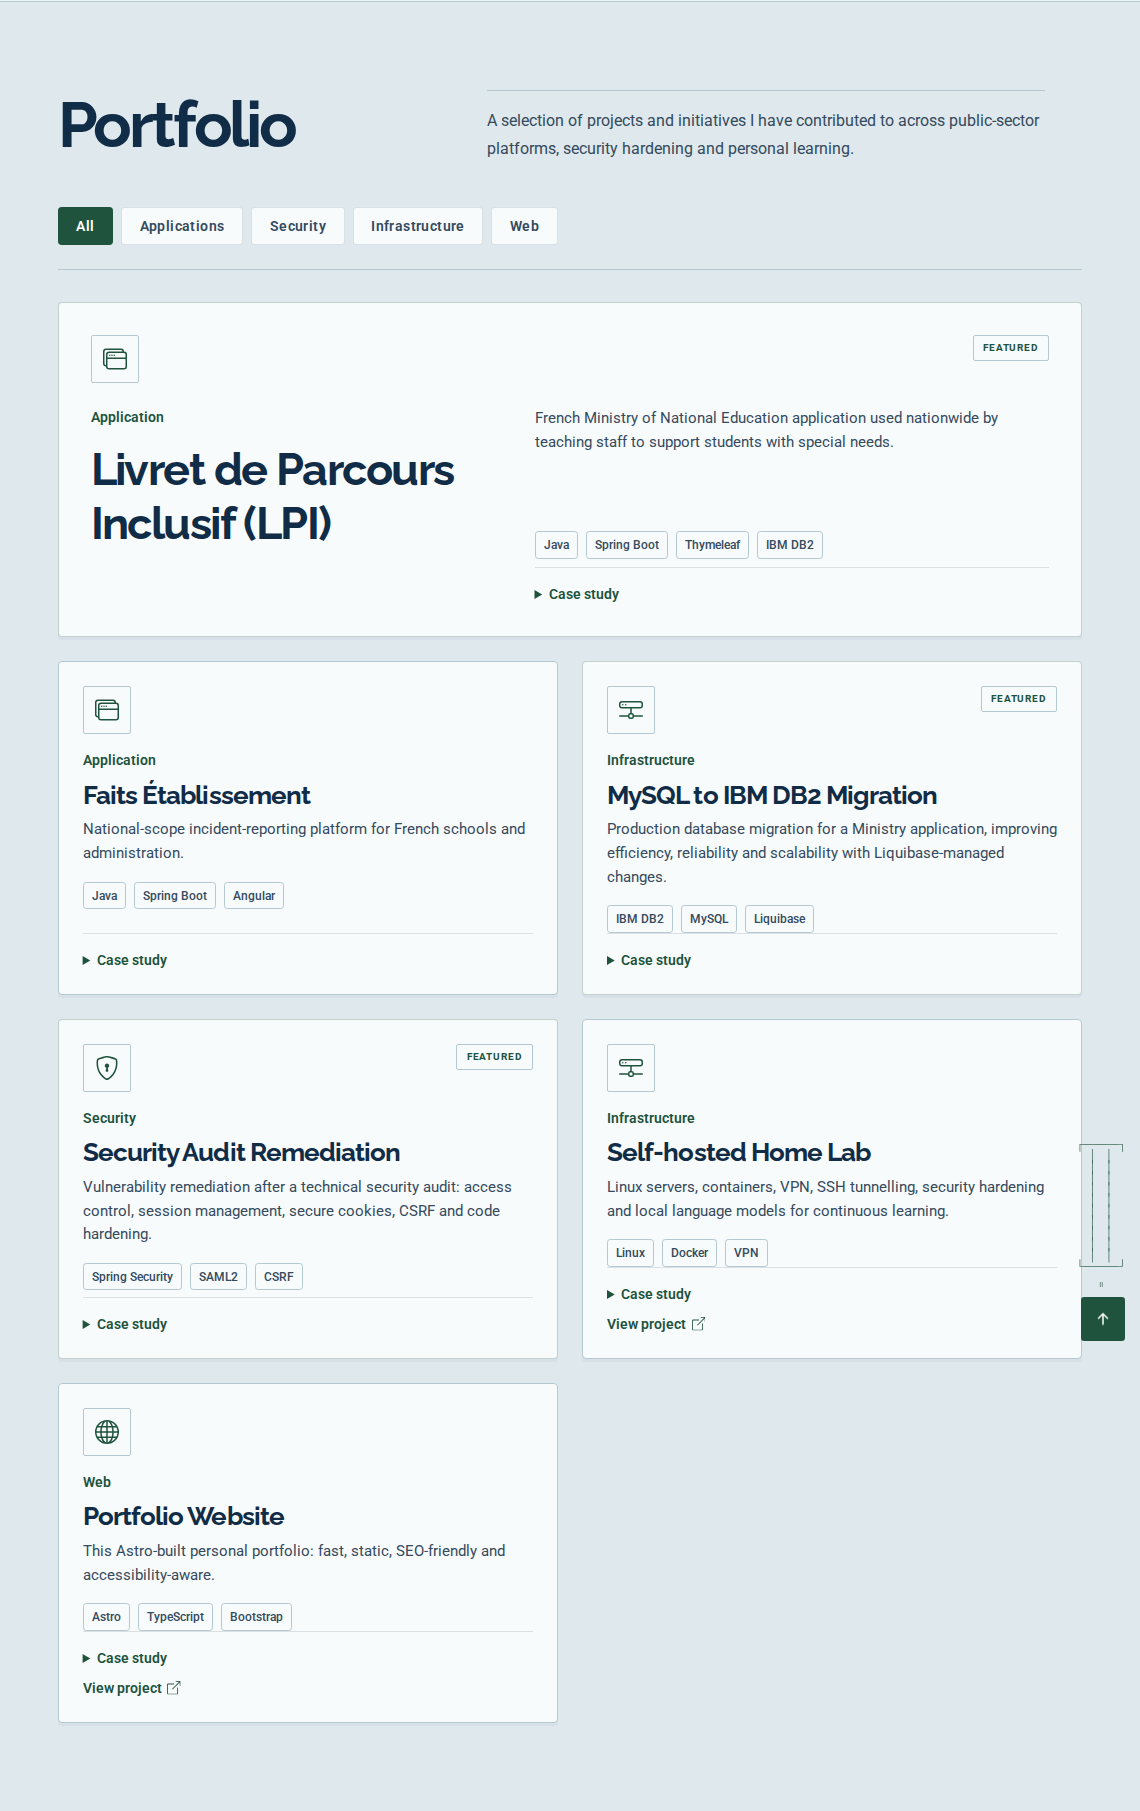 Portfolio
A selection of projects and initiatives I have contributed to across public-sector
platforms, security hardening and personal learning.
All
Applications
Security
Infrastructure
Web
FEATURED
Application
Livret de Parcours
Inclusif (LPI)
French Ministry of National Education application used nationwide by
teaching staff to support students with special needs.
Java
Spring Boot
Thymeleaf
IBM DB2
Case study
Application
Faits Établissement
National-scope incident-reporting platform for French schools and
administration.
Java
Spring Boot
Angular
Case study
FEATURED
Infrastructure
MySQL to IBM DB2 Migration
Production database migration for a Ministry application, improving
efficiency, reliability and scalability with Liquibase-managed
changes.
IBM DB2
MySQL
Liquibase
Case study
FEATURED
Security
Security Audit Remediation
Vulnerability remediation after a technical security audit: access
control, session management, secure cookies, CSRF and code
hardening.
Spring Security
SAML2
CSRF
Case study
Infrastructure
Self-hosted Home Lab
Linux servers, containers, VPN, SSH tunnelling, security hardening
and local language models for continuous learning.
Linux
Docker
VPN
Case study
View project
Web
Portfolio Website
This Astro-built personal portfolio: fast, static, SEO-friendly and
accessibility-aware.
Astro
TypeScript
Bootstrap
Case study
View project